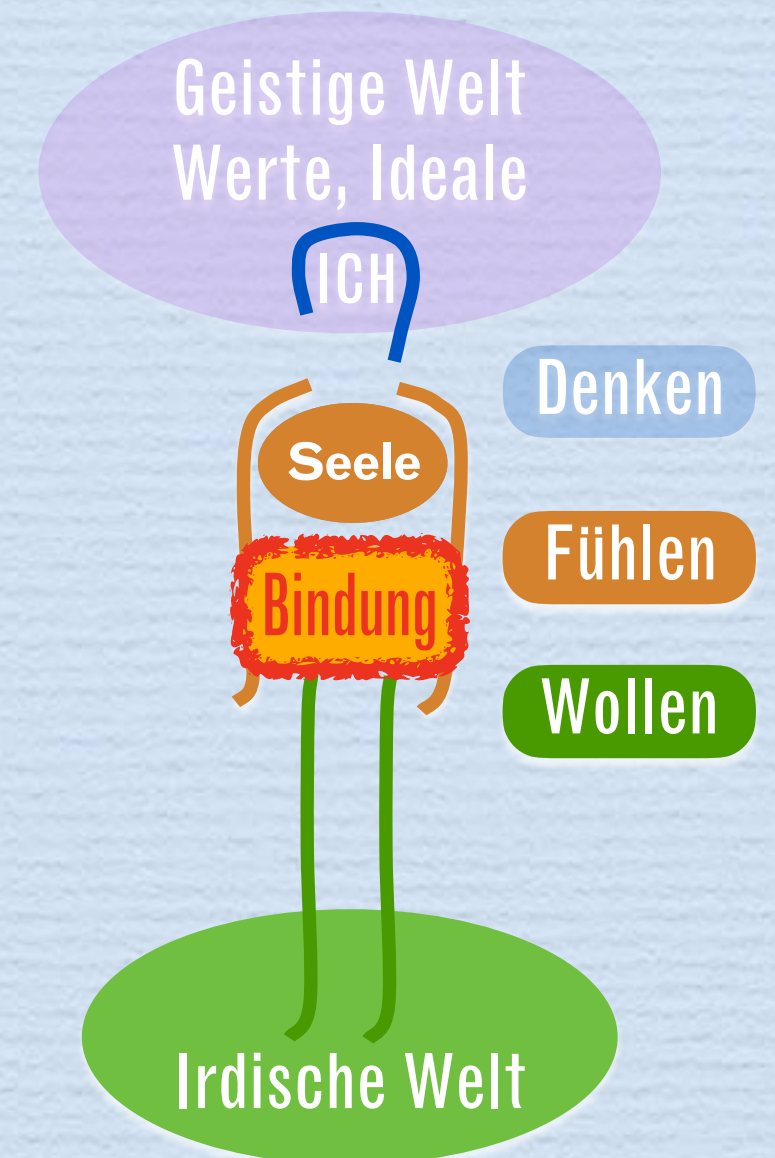 Geistige Welt
Werte, Ideale
ICH
Denken
Seele
Fühlen
Bindung
Wollen
Irdische Welt